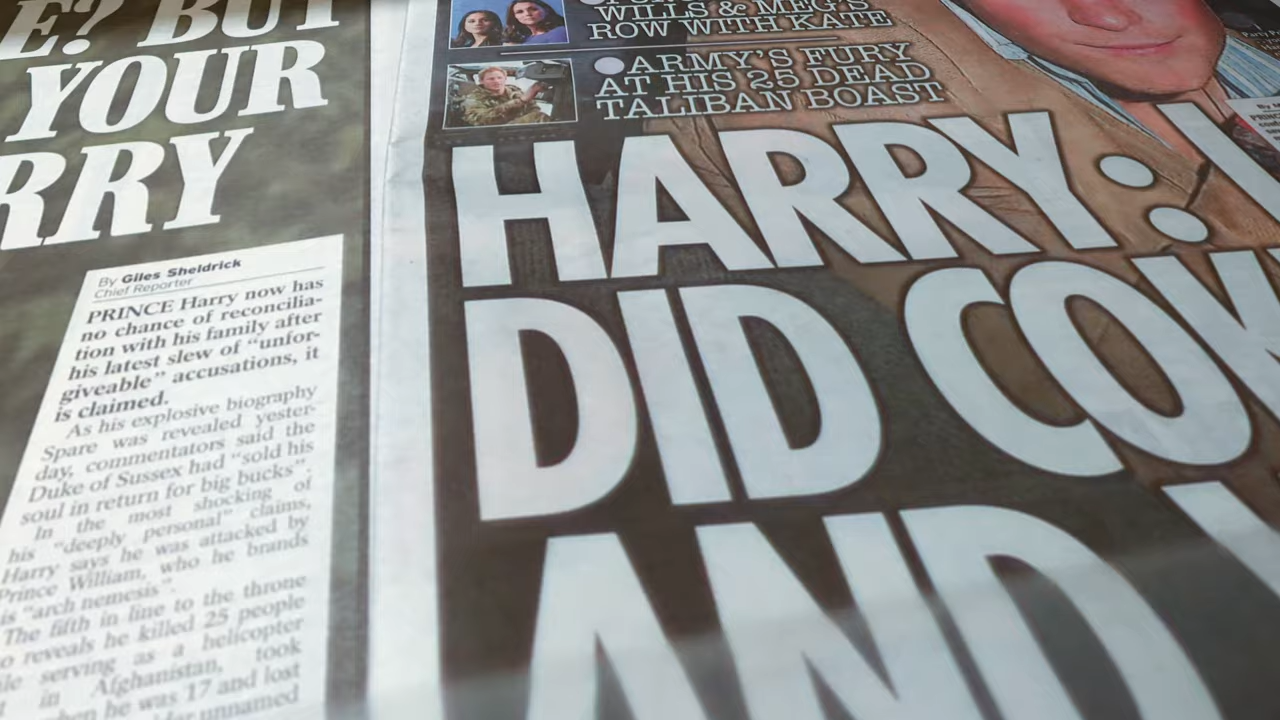 E? BUT
YOUR
RRY
By Giles Sheldrick
Chief Reporter
PRINCE Harry now has
no chance of reconcilia-
tion with his family after
his latest slew of “unfor-
giveable” accusations, it
is claimed.
As his explosive biography
Spare was revealed yester-
day, commentators said the
Duke of Sussex had “sold his
soul in return for big bucks”.
In the most shocking of
his “deeply personal” claims,
Harry says he was attacked by
Prince William, who he brands
is “arch nemesis”.
The fifth in line to the throne
o reveals he killed 25 people
le serving as a helicopter
t in Afghanistan, took
hen he was 17 and lost
unnamed
WILLS & MEG'S
ROW WITH KATE
ARMY'S FURY
AT HIS 25 DEAD
TALIBAN BOAST
HARRY: I
DID COK
AND